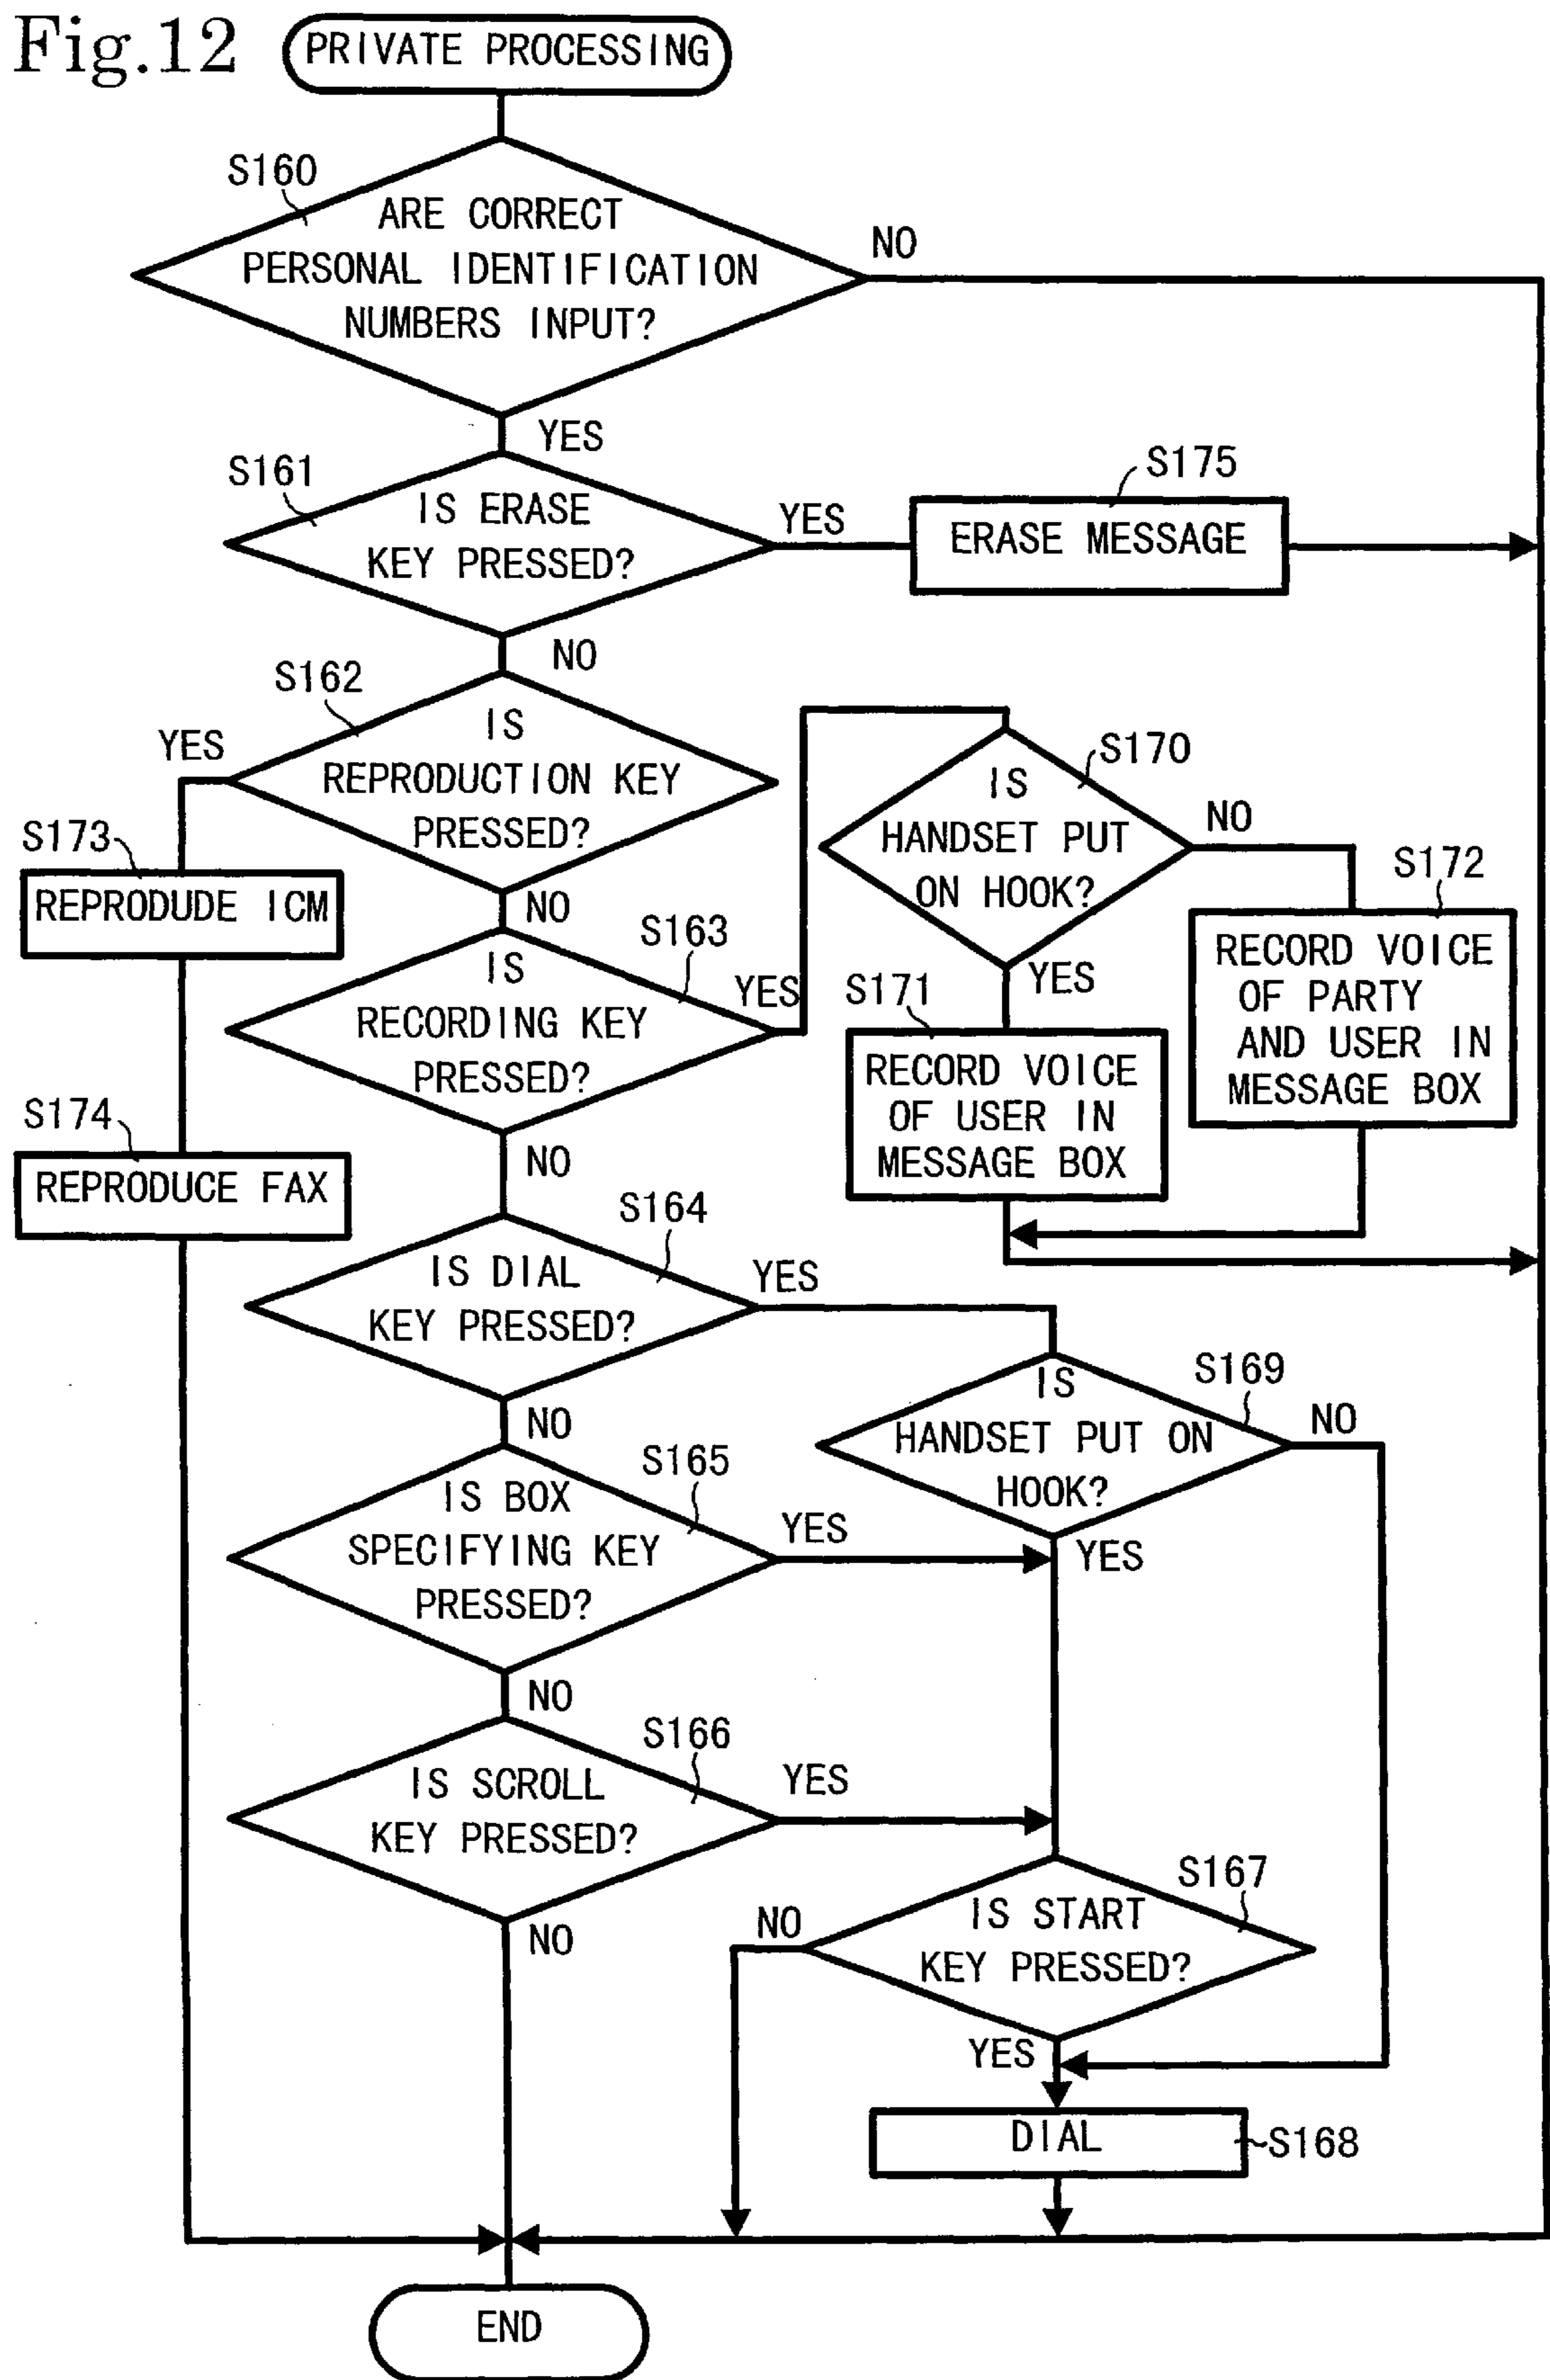 Fig.12
PRIVATE PROCESSING
S160
ARE CORRECT
PERSONAL IDENTIFICATION
NUMBERS INPUT?
NO
YES
S161
IS ERASE
KEY PRESSED?
YES
S175
ERASE MESSAGE
NO
S162
IS
REPRODUCTION KEY
PRESSED?
YES
S173
REPRODUDE ICM
NO
S163
IS
RECORDING KEY
PRESSED?
YES
S170
IS
HANDSET PUT
ON HOOK?
NO
S172
RECORD VOICE
OF PARTY
AND USER IN
MESSAGE BOX
YES
S171
RECORD VOICE
OF USER IN
MESSAGE BOX
S174
REPRODUCE FAX
NO
S164
IS DIAL
KEY PRESSED?
YES
S169
IS
HANDSET PUT ON
HOOK?
NO
YES
NO
S165
IS BOX
SPECIFYING KEY
PRESSED?
YES
NO
S166
IS SCROLL
KEY PRESSED?
YES
NO
S167
IS START
KEY PRESSED?
NO
YES
DIAL
S168
END